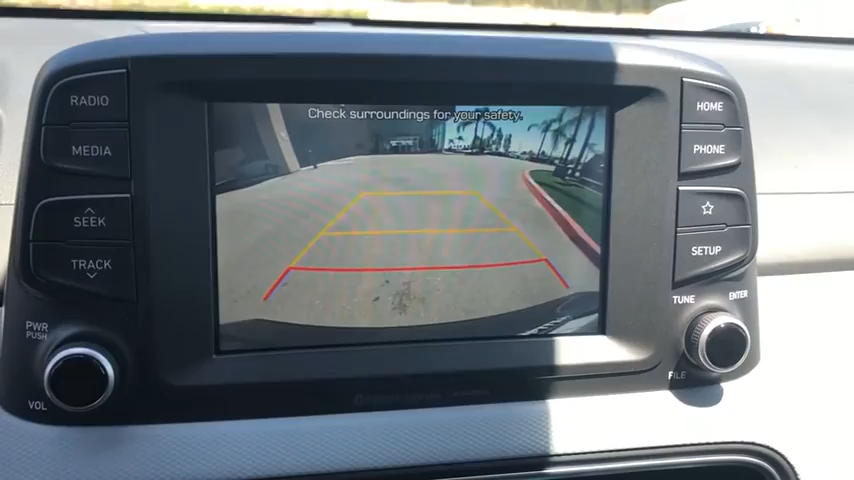 Check surroundings for your safety.
RADIO
MEDIA
SEEK
TRACK
PWR
PUSH
VOL
HOME
PHONE
SETUP
TUNE
ENTER
FILE